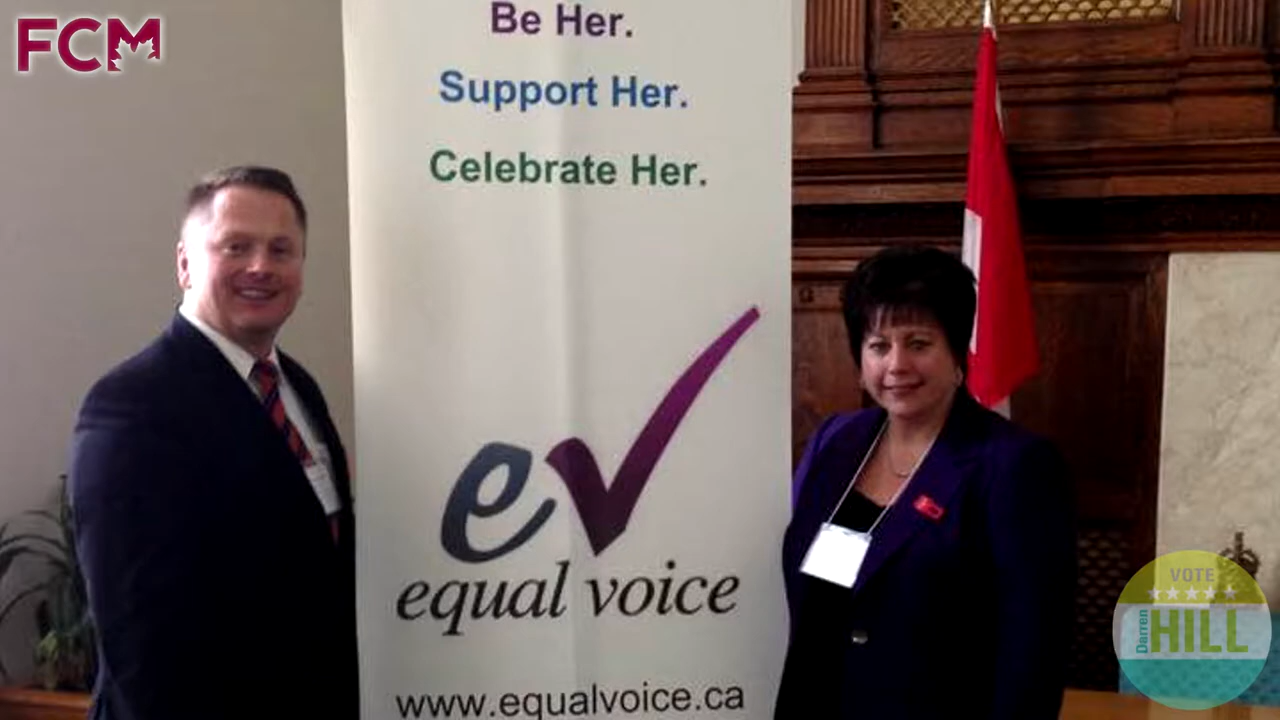 FCM
Be Her.
Support Her.
Celebrate Her.
ev
equal voice
www.equalvoice.ca
VOTE
Darren
HILL